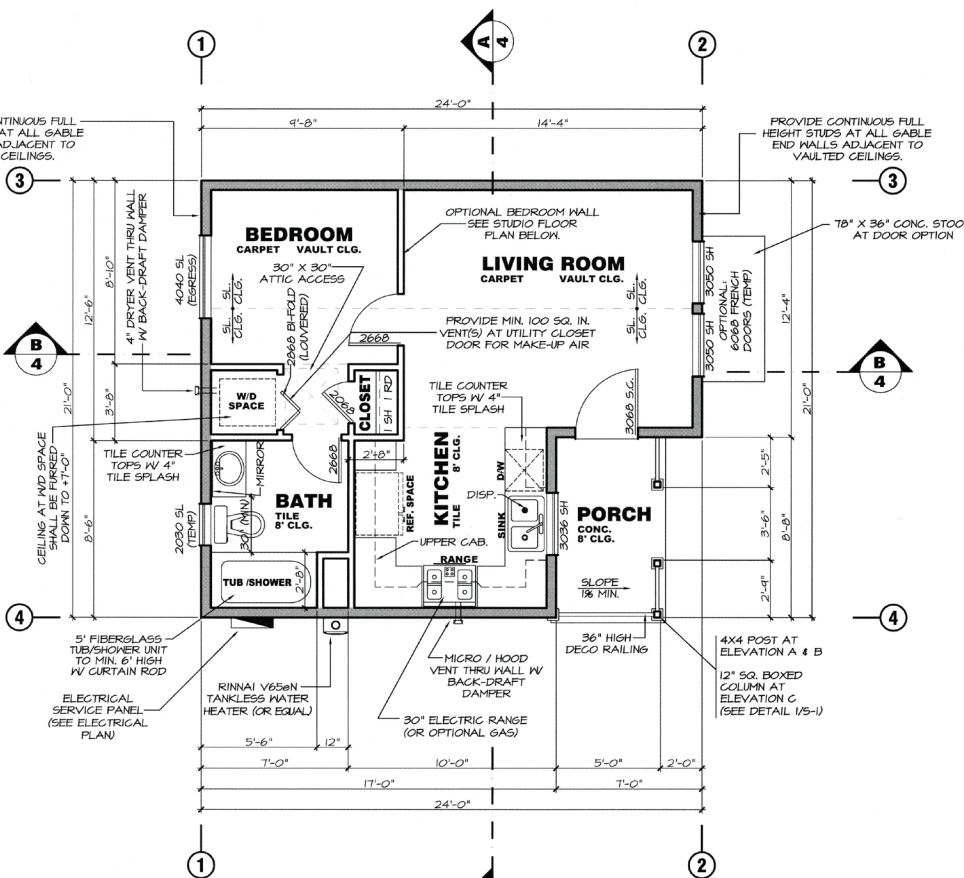 1
A
4
2
24'-0"
9'-8"
14'-4"
TINUOUS FULL
AT ALL GABLE
ADJACENT TO
CEILINGS.
PROVIDE CONTINUOUS FULL
HEIGHT STUDS AT ALL GABLE
END WALLS ADJACENT TO
VAULTED CEILINGS.
3
3
4" DRYER VENT THRU WALL
W/ BACK-DRAFT DAMPER
OPTIONAL BEDROOM WALL
SEE STUDIO FLOOR
PLAN BELOW.
78" X 36" CONC. STOO
AT DOOR OPTION
BEDROOM
CARPET VAULT CLG.
30" X 30"
ATTIC ACCESS
LIVING ROOM
CARPET VAULT CLG.
4040 SL
(EGRESS)
SL. CLG.
SL. CLG.
SL. CLG.
SL. CLG.
3050 SH
3050 SH
OPTIONAL:
6068 FRENCH
DOORS (TEMP)
8'-10"
12'-6"
21'-0"
3'-8"
8'-6"
12'-4"
21'-0"
2868 BI-FOLD
(LOUVERED)
2668
PROVIDE MIN. 100 SQ. IN.
VENT(S) AT UTILITY CLOSET
DOOR FOR MAKE-UP AIR
B
4
B
4
W/D
SPACE
2068
CLOSET
1 SH 1 RD
TILE COUNTER
TOPS W/ 4"
TILE SPLASH
3068 S.C.
CEILING AT W/D SPACE
SHALL BE FURRED
DOWN TO +7'-0"
TILE COUNTER
TOPS W/ 4"
TILE SPLASH
MIRROR
2668
2'-8"
KITCHEN
TILE 8' CLG.
D/W
2'-5"
BATH
TILE
8' CLG.
REF. SPACE
DISP.
SINK
3036 SH
PORCH
CONC.
8' CLG.
3'-6"
8'-8"
2030 SL
(TEMP)
30" (MIN)
UPPER CAB.
RANGE
TUB /SHOWER
2'-8"
SLOPE
1% MIN.
2'-9"
4
4
5' FIBERGLASS
TUB/SHOWER UNIT
TO MIN. 6' HIGH
W/ CURTAIN ROD
36" HIGH
DECO RAILING
4X4 POST AT
ELEVATION A & B
MICRO / HOOD
VENT THRU WALL W/
BACK-DRAFT
DAMPER
12" SQ. BOXED
COLUMN AT
ELEVATION C
(SEE DETAIL 1/S-1)
ELECTRICAL
SERVICE PANEL
(SEE ELECTRICAL
PLAN)
RINNAI V65eN
TANKLESS WATER
HEATER (OR EQUAL)
30" ELECTRIC RANGE
(OR OPTIONAL GAS)
5'-6"
12"
7'-0"
10'-0"
5'-0"
2'-0"
17'-0"
7'-0"
24'-0"
1
2